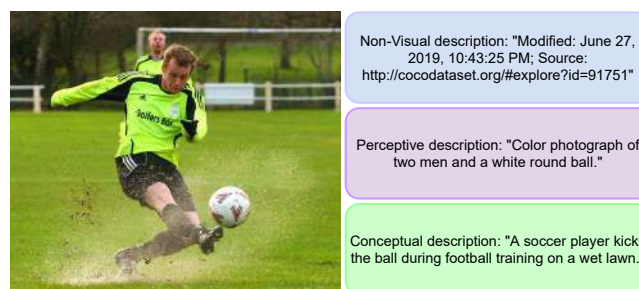 Golfers Box
Non-Visual description: "Modified: June 27,
2019, 10:43:25 PM; Source:
http://cocodataset.org/#explore?id=91751"
Perceptive description: "Color photograph of
two men and a white round ball."
Conceptual description: "A soccer player kick
the ball during football training on a wet lawn.